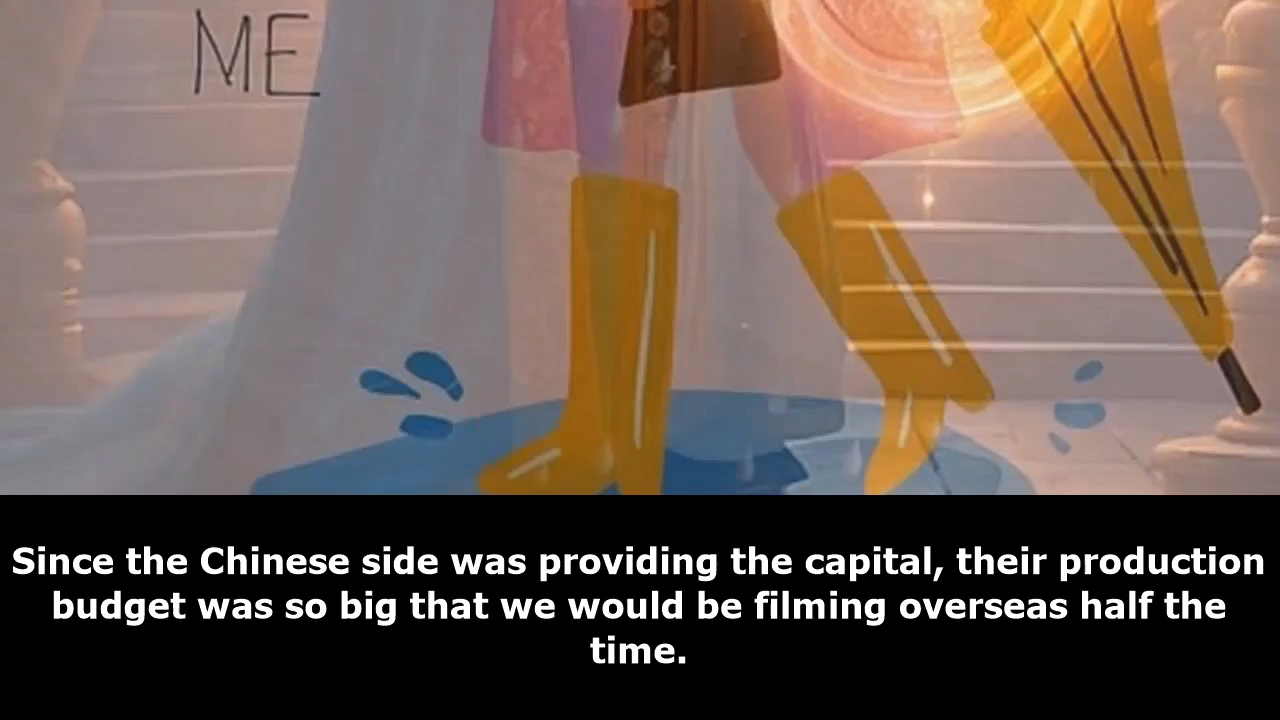 ME
Since the Chinese side was providing the capital, their production
budget was so big that we would be filming overseas half the
time.